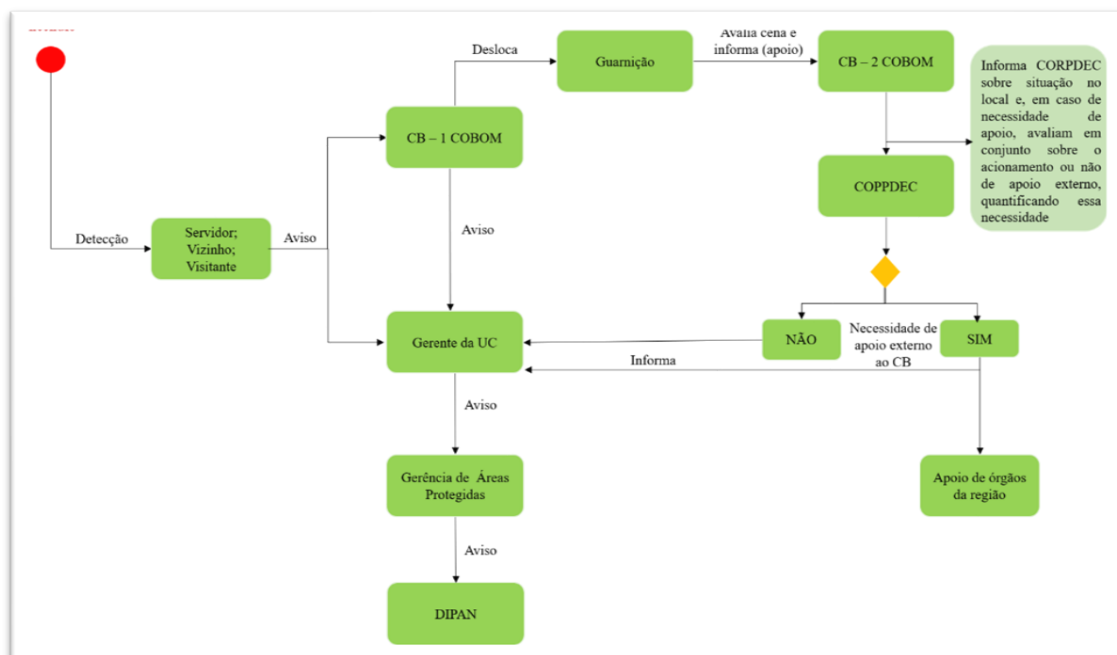 Avalia cena e
informa (apoio)
Desloca
Guarnição
CB – 2 COBOM
Informa CORPDEC
sobre situação no
local e, em caso de
necessidade de
apoio, avaliam em
conjunto sobre o
acionamento ou não
de apoio externo,
quantificando essa
necessidade
CB – 1 COBOM
COPPDEC
Detecção
Servidor;
Vizinho;
Visitante
Aviso
Aviso
Gerente da UC
NÃO
Necessidade de
apoio externo
ao CB
SIM
Informa
Aviso
Gerência de Áreas
Protegidas
Apoio de órgãos
da região
Aviso
DIPAN